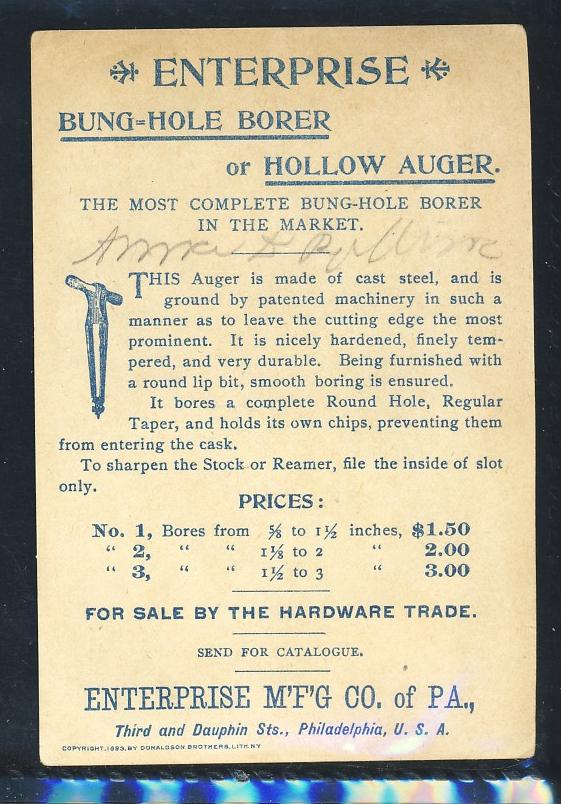 ENTERPRISE
BUNG=HOLE BORER
or HOLLOW AUGER.
THE MOST COMPLETE BUNG-HOLE BORER
IN THE MARKET.
THIS Auger is made of cast steel, and is
ground by patented machinery in such a
manner as to leave the cutting edge the most
prominent. It is nicely hardened, finely tem-
pered, and very durable. Being furnished with
a round lip bit, smooth boring is ensured.
It bores a complete Round Hole, Regular
Taper, and holds its own chips, preventing them
from entering the cask.
To sharpen the Stock or Reamer, file the inside of slot
only.
PRICES:
No. 1, Bores from ⅝ to 1½ inches, $1.50
" 2, " " 1⅛ to 2 " 2.00
" 3, " " 1½ to 3 " 3.00
FOR SALE BY THE HARDWARE TRADE.
SEND FOR CATALOGUE.
ENTERPRISE M'F'G CO. of PA.,
Third and Dauphin Sts., Philadelphia, U. S. A.
COPYRIGHT, 1893, BY DONALDSON BROTHERS, LITH. NY